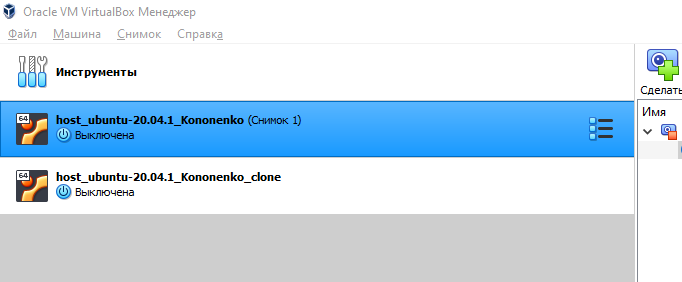 Oracle VM VirtualBox Менеджер
Файл Машина Снимок Справка
Инструменты
Сделать
Имя
64
host_ubuntu-20.04.1_Kononenko (Снимок 1)
Выключена
64
host_ubuntu-20.04.1_Kononenko_clone
Выключена